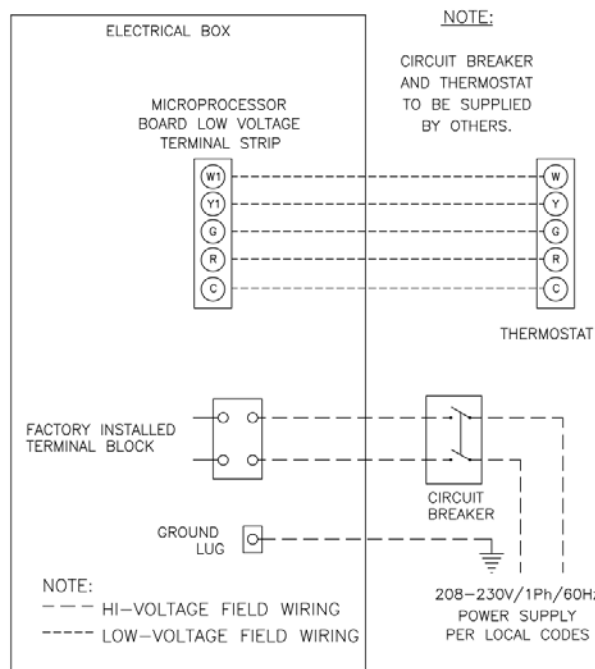 ELECTRICAL BOX
NOTE:
CIRCUIT BREAKER
AND THERMOSTAT
TO BE SUPPLIED
BY OTHERS.
MICROPROCESSOR
BOARD LOW VOLTAGE
TERMINAL STRIP
W1
W
Y1
Y
G
G
R
R
C
C
THERMOSTAT
FACTORY INSTALLED
TERMINAL BLOCK
CIRCUIT
BREAKER
GROUND
LUG
NOTE:
HI-VOLTAGE FIELD WIRING
LOW-VOLTAGE FIELD WIRING
208-230V/1Ph/60Hz
POWER SUPPLY
PER LOCAL CODES